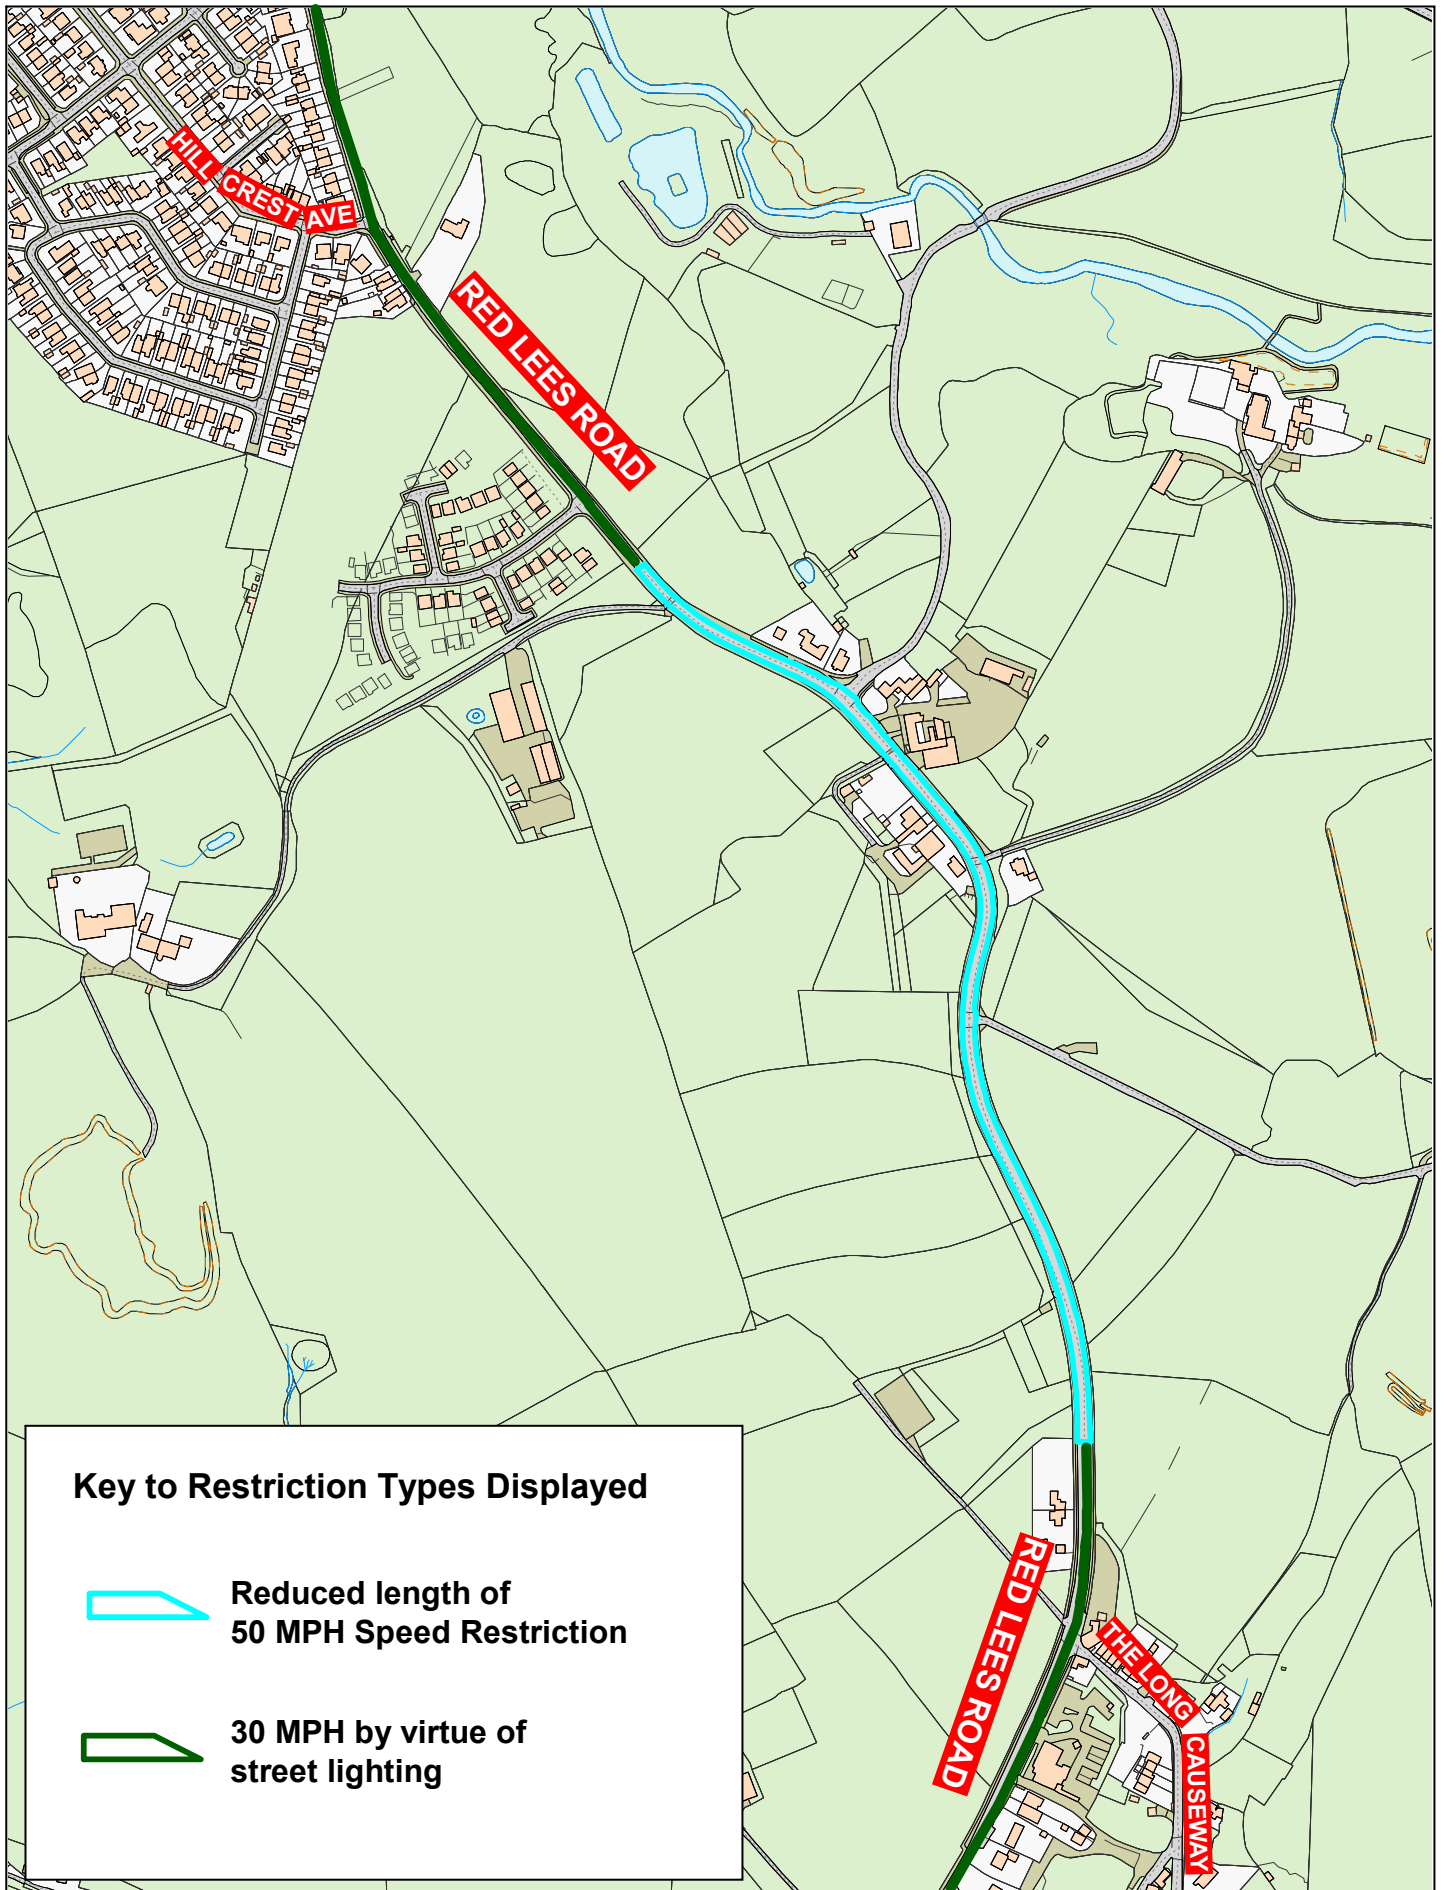 HILL CREST AVE
RED LEES ROAD
RED LEES ROAD
THE LONG CAUSEWAY
Key to Restriction Types Displayed
Reduced length of
50 MPH Speed Restriction
30 MPH by virtue of
street lighting